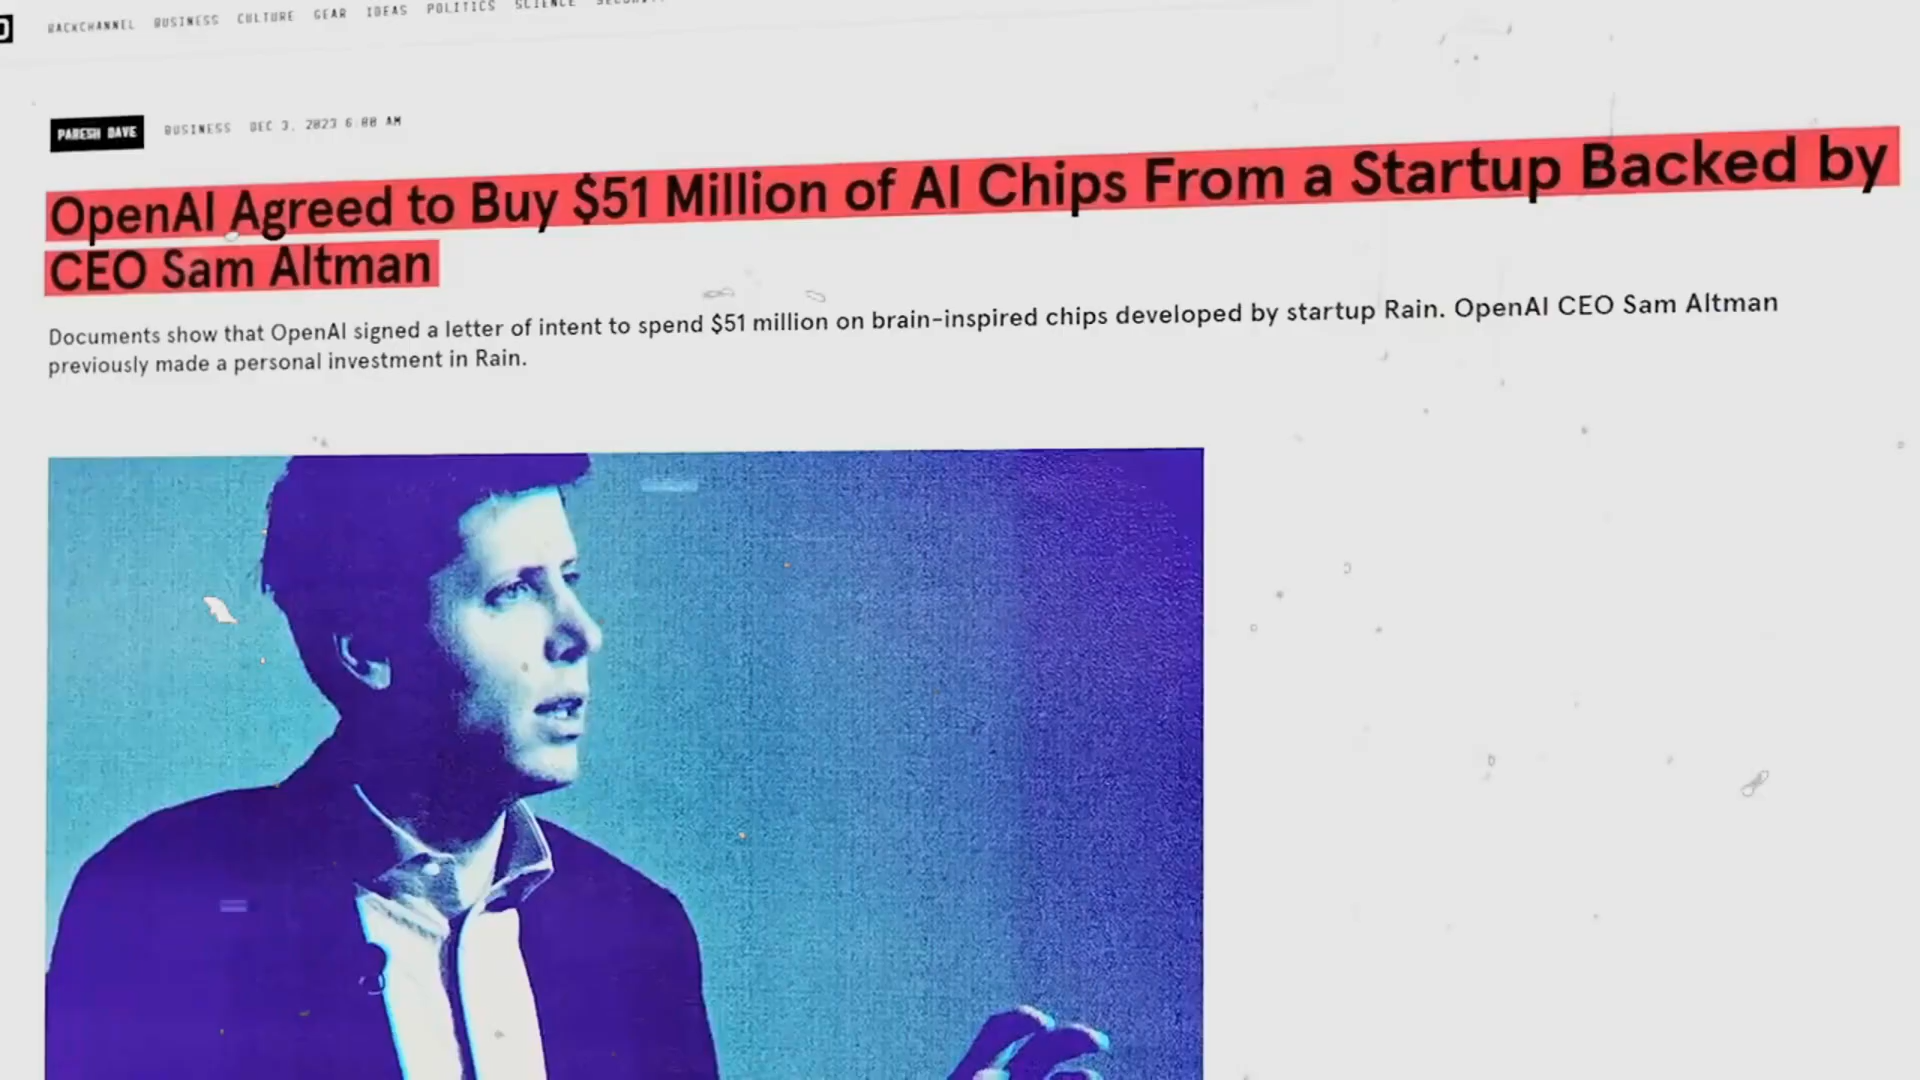 BACKCHANNEL BUSINESS CULTURE GEAR IDEAS POLITICS SCIENCE
PARESH DAVE BUSINESS DEC 3, 2023 6:00 AM
OpenAI Agreed to Buy $51 Million of AI Chips From a Startup Backed by
CEO Sam Altman
Documents show that OpenAI signed a letter of intent to spend $51 million on brain-inspired chips developed by startup Rain. OpenAI CEO Sam Altman
previously made a personal investment in Rain.